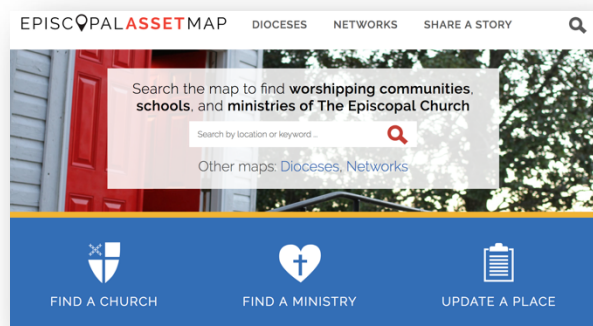 EPISCOPALASSETMAP DIOCESES NETWORKS SHARE A STORY
Search the map to find worshipping communities,
schools, and ministries of The Episcopal Church
Search by location or keyword ...
Other maps: Dioceses, Networks
FIND A CHURCH FIND A MINISTRY UPDATE A PLACE